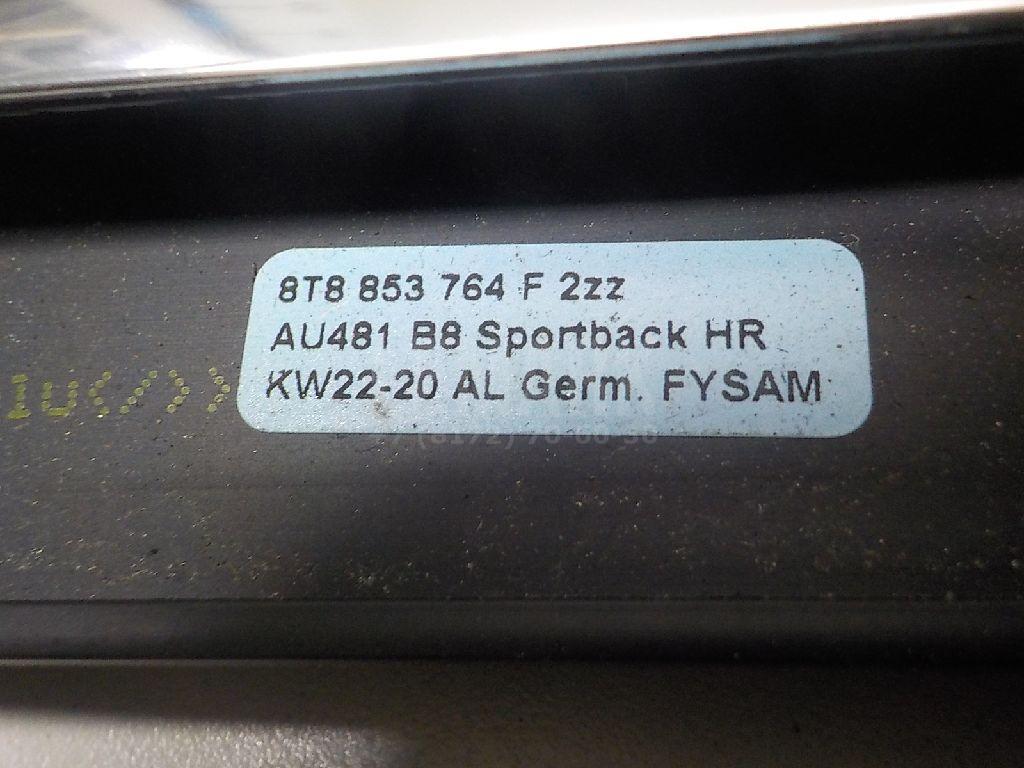 8T8 853 764 F 2zz
AU481 B8 Sportback HR
KW22-20 AL Germ. FYSAM